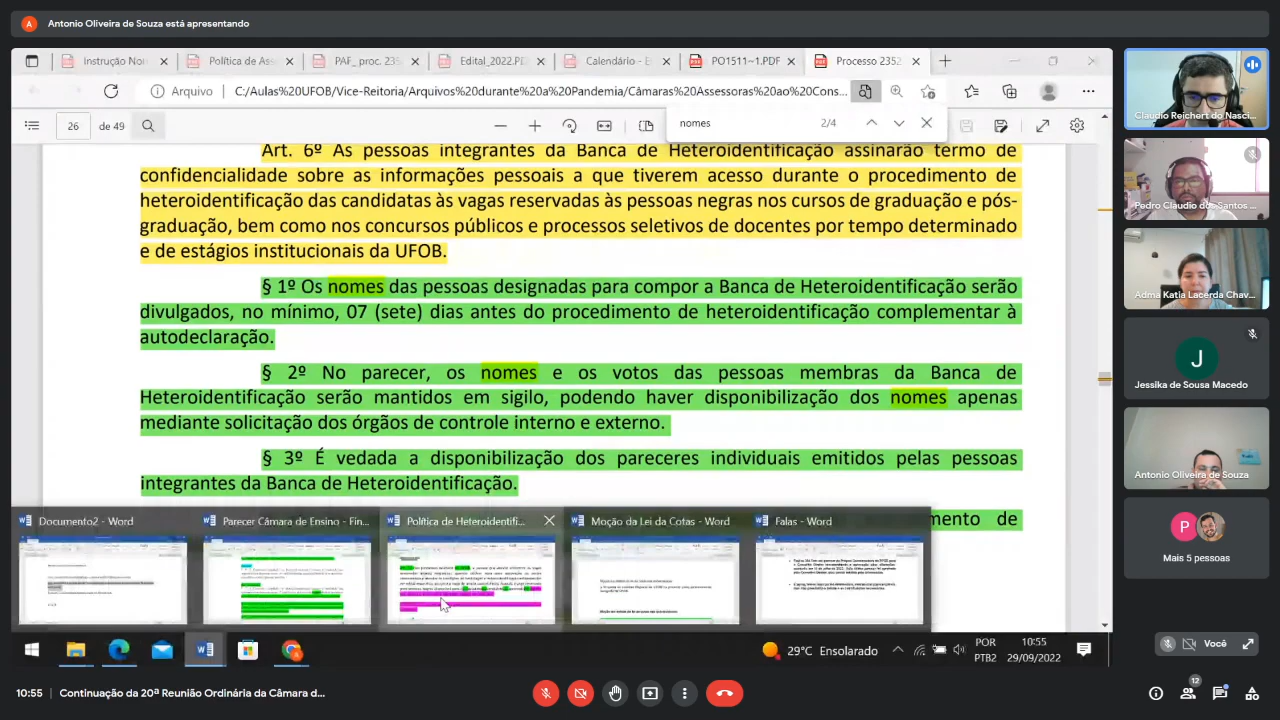 Antonio Oliveira de Souza está apresentando
Instrução Noi
Política de Ass
PAF_ proc. 235
Edital_2022.PD
Calendário - E
PO1511~1.PDF
Processo 2352
Arquivo
C:/Aulas%20UFOB/Vice-Reitoria/Arquivos%20durante%20a%20Pandemia/Câmaras%20Assessoras%20ao%20Cons...
26 de 49
nomes 2/4
Art. 6º As pessoas integrantes da Banca de Heteroidentificação assinarão termo de
confidencialidade sobre as informações pessoais a que tiverem acesso durante o procedimento de
heteroidentificação das candidatas às vagas reservadas às pessoas negras nos cursos de graduação e pós-
graduação, bem como nos concursos públicos e processos seletivos de docentes por tempo determinado
e de estágios institucionais da UFOB.
§ 1º Os nomes das pessoas designadas para compor a Banca de Heteroidentificação serão
divulgados, no mínimo, 07 (sete) dias antes do procedimento de heteroidentificação complementar à
autodeclaração.
§ 2º No parecer, os nomes e os votos das pessoas membras da Banca de
Heteroidentificação serão mantidos em sigilo, podendo haver disponibilização dos nomes apenas
mediante solicitação dos órgãos de controle interno e externo.
§ 3º É vedada a disponibilização dos pareceres individuais emitidos pelas pessoas
integrantes da Banca de Heteroidentificação.
mento de
Documento2 - Word
Parecer Câmara de Ensino - Fin...
Política de Heteroidentifi...
Moção da Lei da Cotas - Word
Falas - Word
29°C Ensolarado
POR
PTB2
10:55
29/09/2022
Claudio Reichert do Nasci...
Pedro Claudio dos Santos ...
Adma Katia Lacerda Chav...
J
Jessika de Sousa Macedo
Antonio Oliveira de Souza
P
Mais 5 pessoas
Você
10:55
Continuação da 20ª Reunião Ordinária da Câmara d...
12